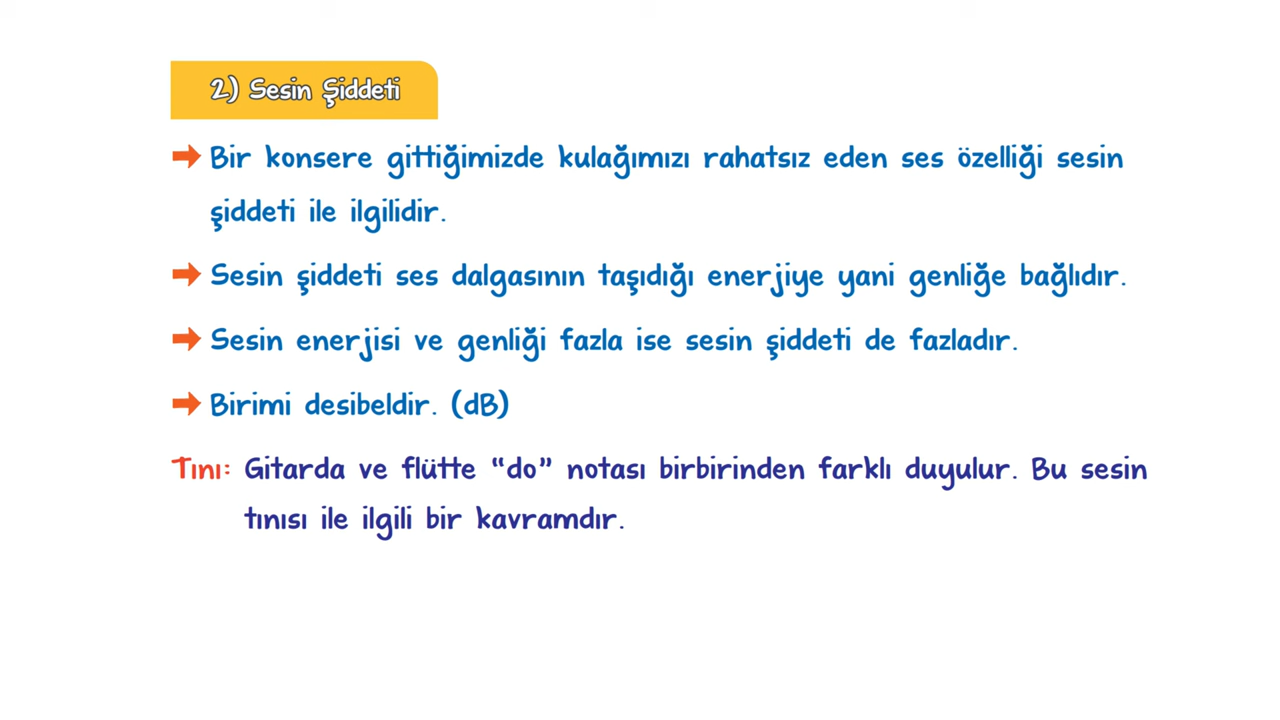 2) Sesin Şiddeti
Bir konsere gittiğimizde kulağımızı rahatsız eden ses özelliği sesin
şiddeti ile ilgilidir.
Sesin şiddeti ses dalgasının taşıdığı enerjiye yani genliğe bağlıdır.
Sesin enerjisi ve genliği fazla ise sesin şiddeti de fazladır.
Birimi desibeldir. (dB)
Tını: Gitarda ve flütte “do” notası birbirinden farklı duyulur. Bu sesin
tınısı ile ilgili bir kavramdır.